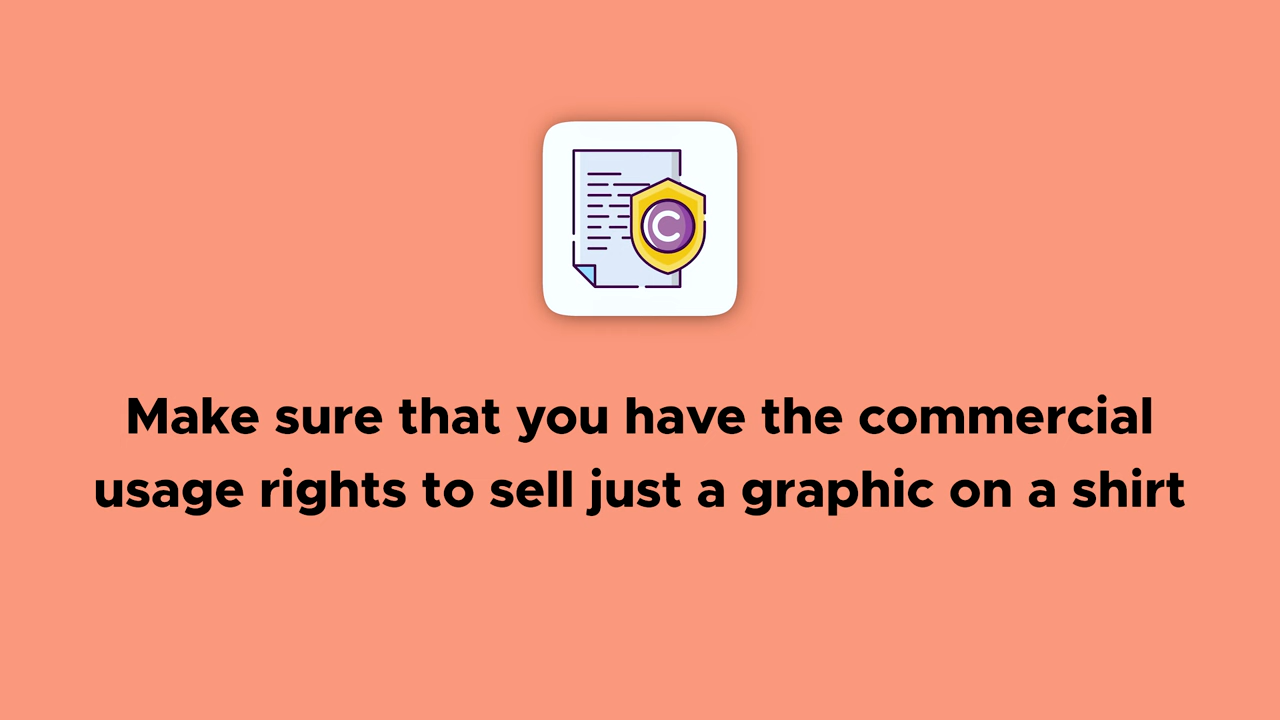 C
Make sure that you have the commercial
usage rights to sell just a graphic on a shirt